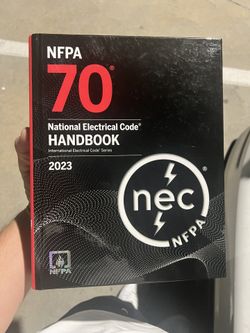 NFPA
70®
National Electrical Code®
HANDBOOK
International Electrical Code® Series
2023
nec
NFPA
NFPA